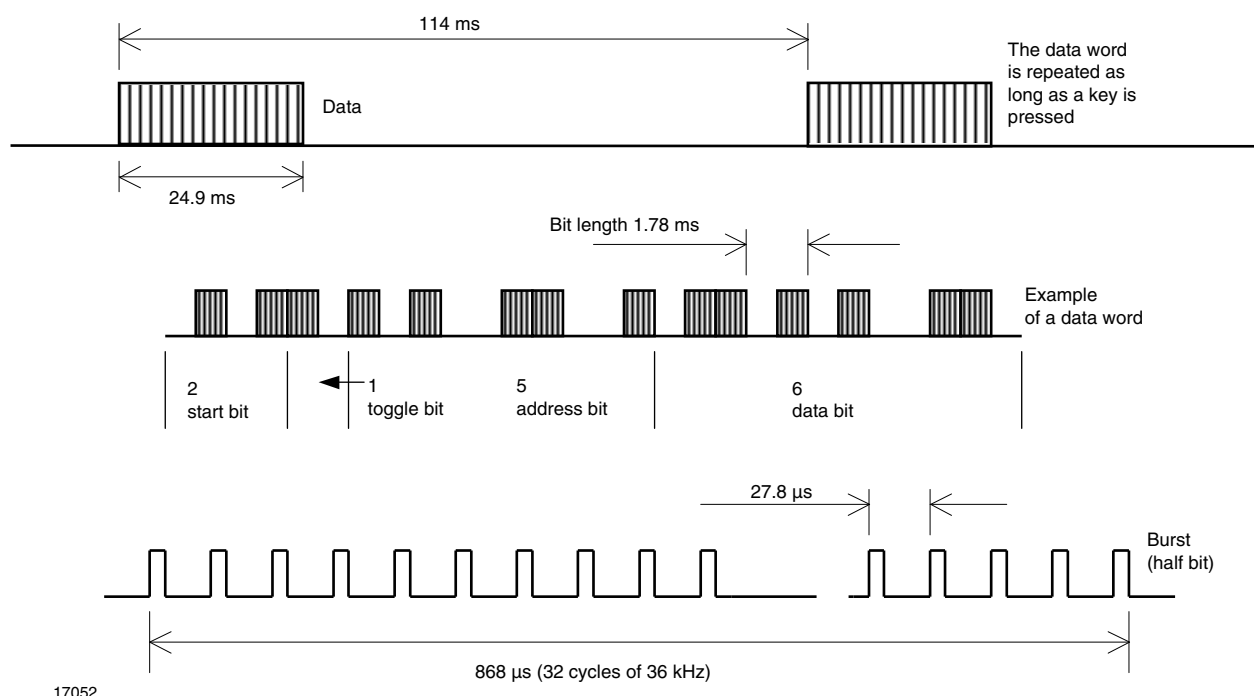 114 ms
The data word
is repeated as
long as a key is
pressed
Data
24.9 ms
Bit length 1.78 ms
Example
of a data word
2
start bit
1
toggle bit
5
address bit
6
data bit
27.8 μs
Burst
(half bit)
868 μs (32 cycles of 36 kHz)
17052